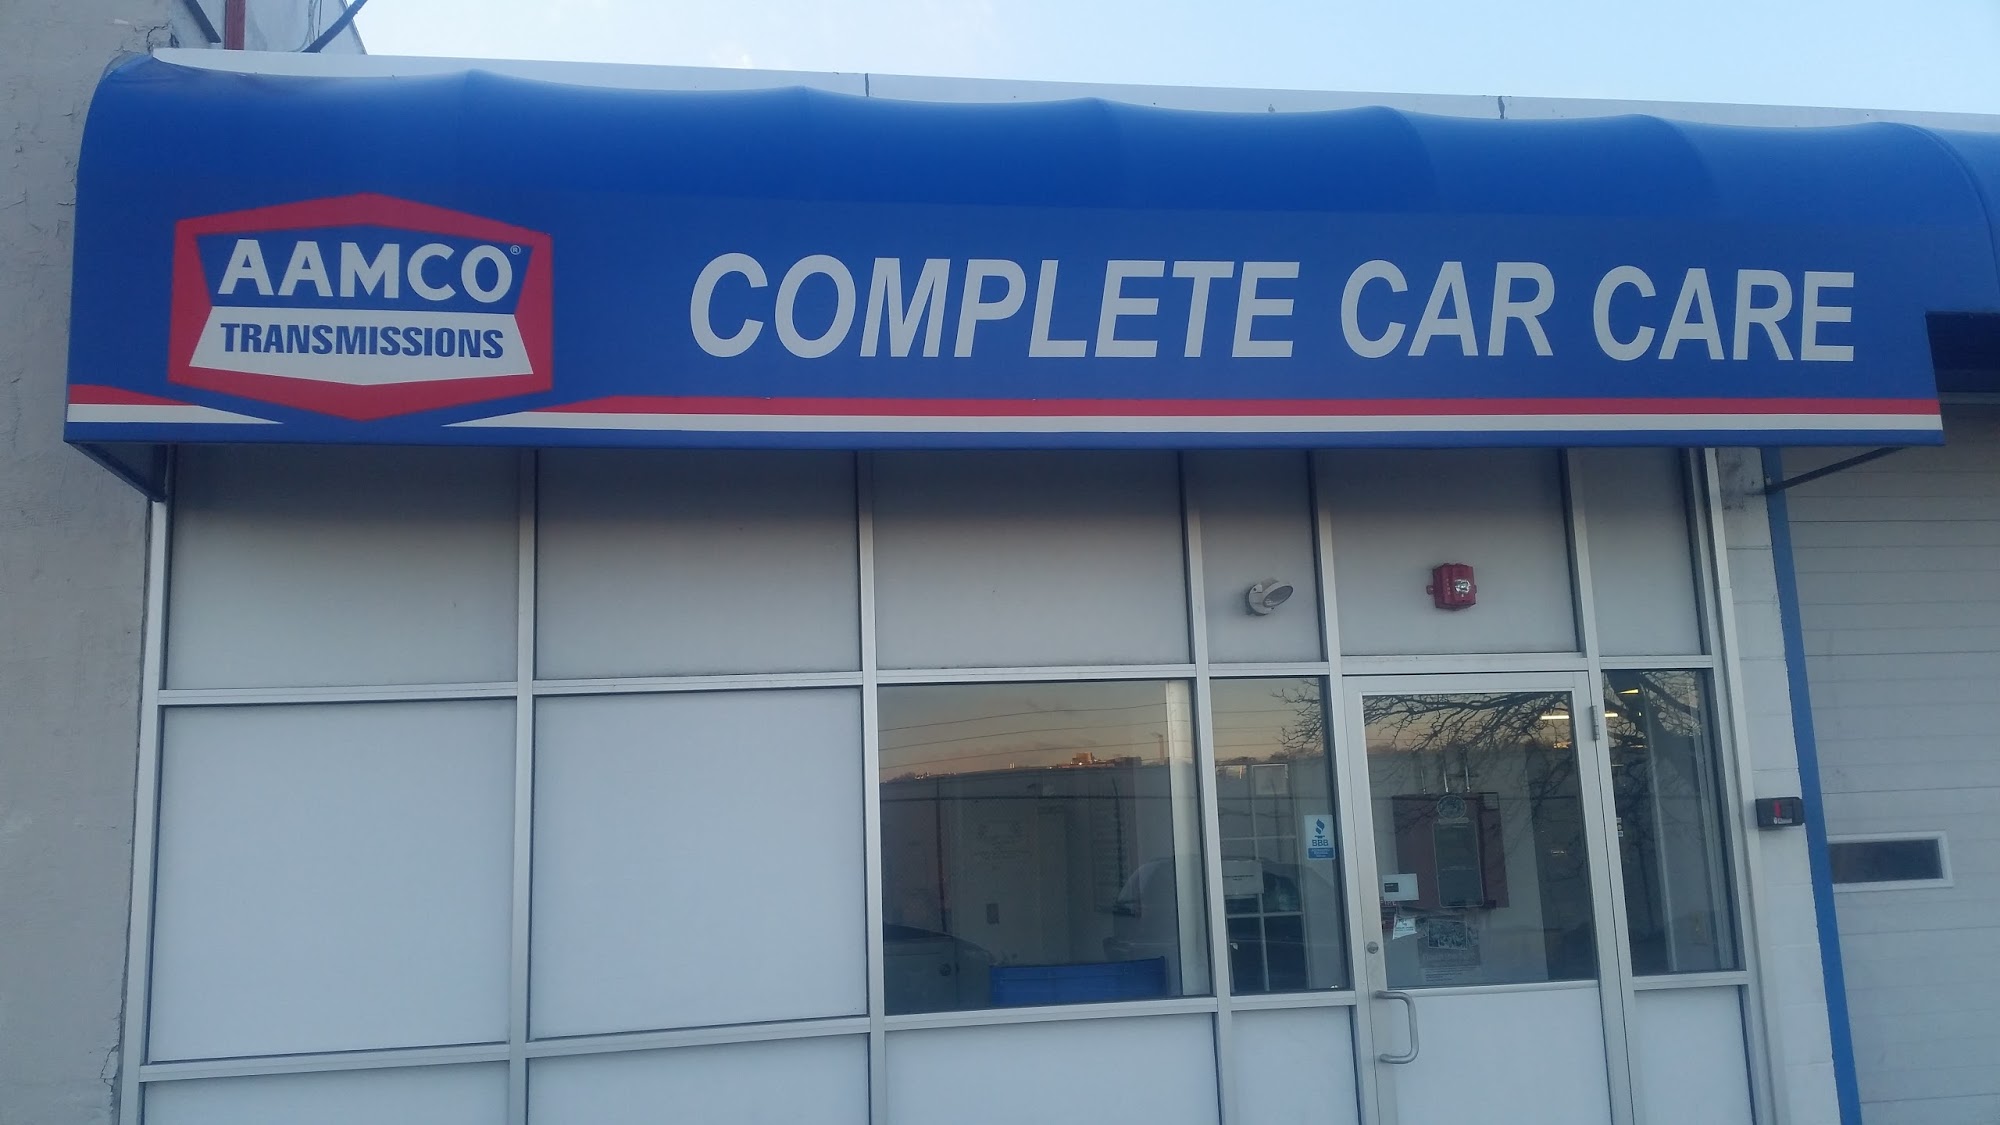 AAMCO®
TRANSMISSIONS
COMPLETE CAR CARE
BBB